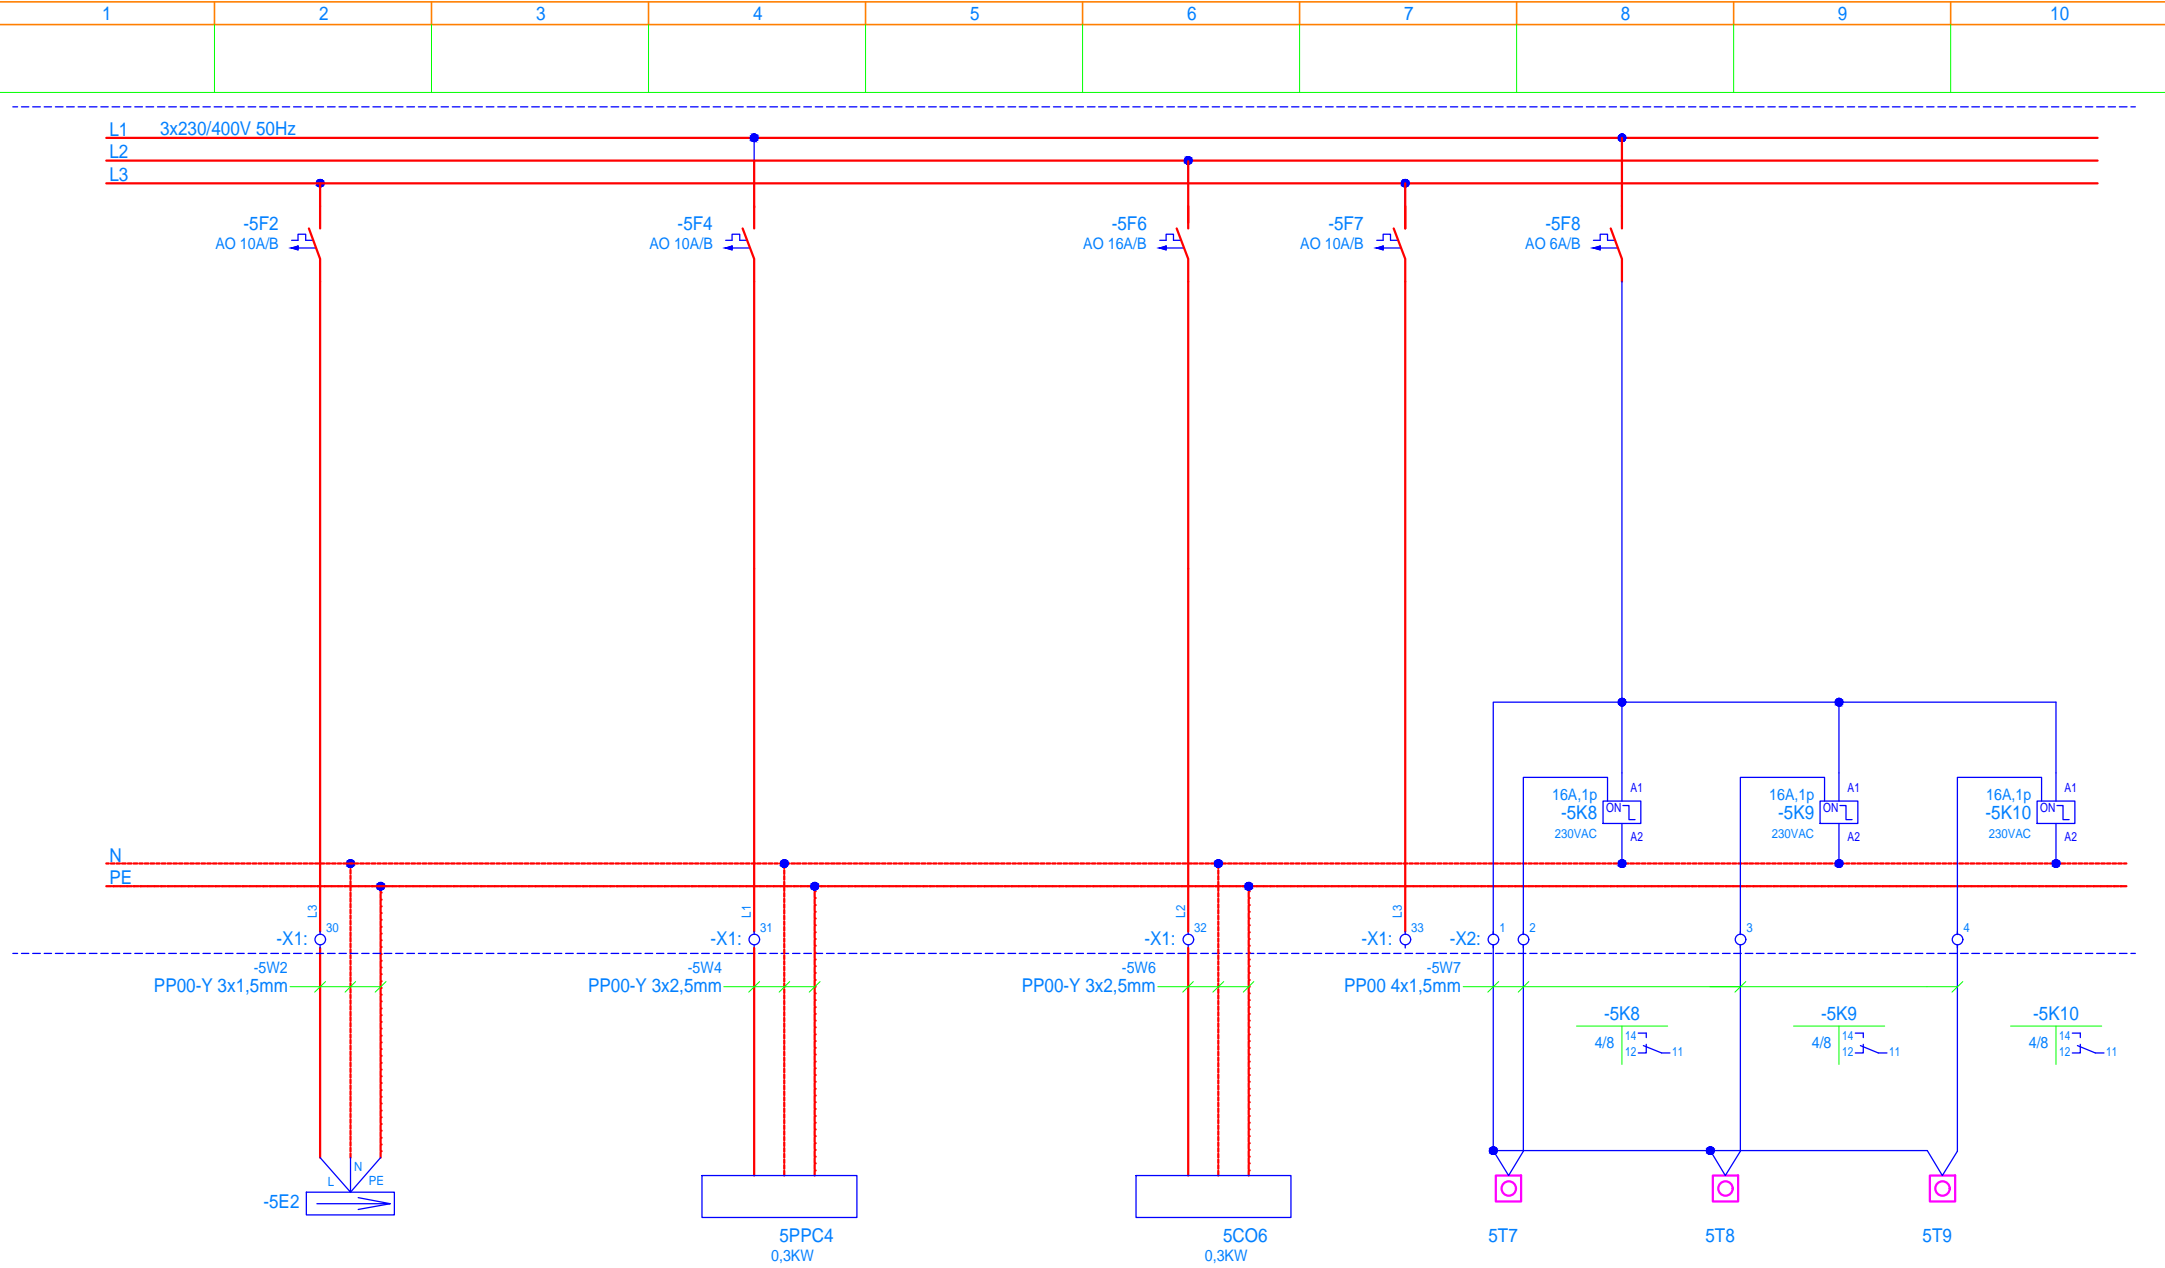 1 2 3 4 5 6 7 8 9 10
L1 3x230/400V 50Hz
L2
L3
-5F2 -5F4 -5F6 -5F7 -5F8
AO 10A/B AO 10A/B AO 16A/B AO 10A/B AO 6A/B
A1 A1 A1
16A,1p 16A,1p 16A,1p
-5K8 ON -5K9 ON -5K10 ON
230VAC A2 230VAC A2 230VAC A2
N
PE
L3 L1 L2 L3
-X1: 30 -X1: 31 -X1: 32 -X1: 33 -X2: 1 2 3 4
-5W2 -5W4 -5W6 -5W7
PP00-Y 3x1,5mm PP00-Y 3x2,5mm PP00-Y 3x2,5mm PP00 4x1,5mm
-5K8 -5K9 -5K10
4/8 14 12 11 4/8 14 12 11 4/8 14 12 11
N
L PE
-5E2
5PPC4 5CO6 5T7 5T8 5T9
0,3KW 0,3KW